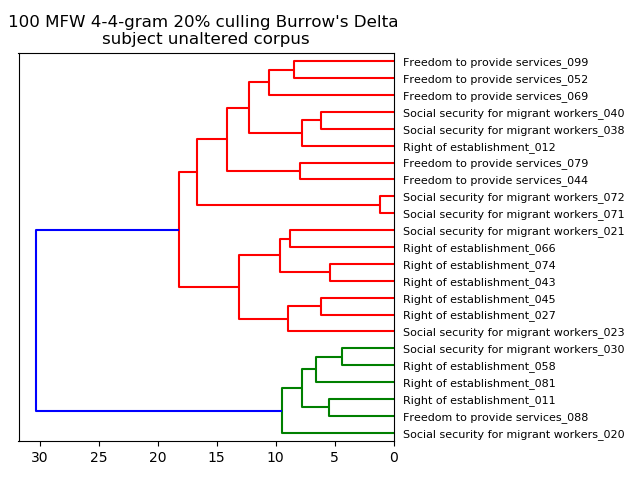 100 MFW 4-4-gram 20% culling Burrow's Delta
subject unaltered corpus
Freedom to provide services_099
Freedom to provide services_052
Freedom to provide services_069
Social security for migrant workers_040
Social security for migrant workers_038
Right of establishment_012
Freedom to provide services_079
Freedom to provide services_044
Social security for migrant workers_072
Social security for migrant workers_071
Social security for migrant workers_021
Right of establishment_066
Right of establishment_074
Right of establishment_043
Right of establishment_045
Right of establishment_027
Social security for migrant workers_023
Social security for migrant workers_030
Right of establishment_058
Right of establishment_081
Right of establishment_011
Freedom to provide services_088
Social security for migrant workers_020
30 25 20 15 10 5 0